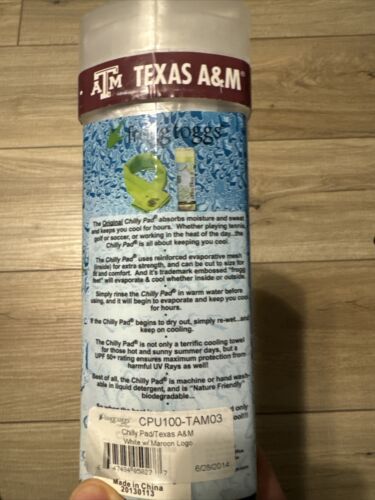 ATM TEXAS A&M®
froggtoggs
The Original Chilly Pad® absorbs moisture and sweat
and keeps you cool for hours. Whether playing tennis,
golf or soccer, or working in the heat of the day...the
Chilly Pad® is all about keeping you cool.
The Chilly Pad® uses reinforced evaporative mesh
(inside) for extra strength, and can be cut to size for
fit and comfort. And it's trademark embossed "frogg
feet" will evaporate & cool whether inside or outside.
Simply rinse the Chilly Pad® in warm water before
using, and it will begin to evaporate and keep you cool
for hours.
If the Chilly Pad® begins to dry out, simply re-wet...and
keep on cooling.
The Chilly Pad® is not only a terrific cooling towel
for those hot and sunny summer days, but a
UPF 50+ rating ensures maximum protection from
harmful UV Rays as well!
Best of all, the Chilly Pad® is machine or hand wash-
able in liquid detergent, and is "Nature Friendly"
biodegradable...
only
CPU100-TAM03
Chilly Pad/Texas A&M
White w/ Maroon Logo
6/25/2014
Made in China
20130113